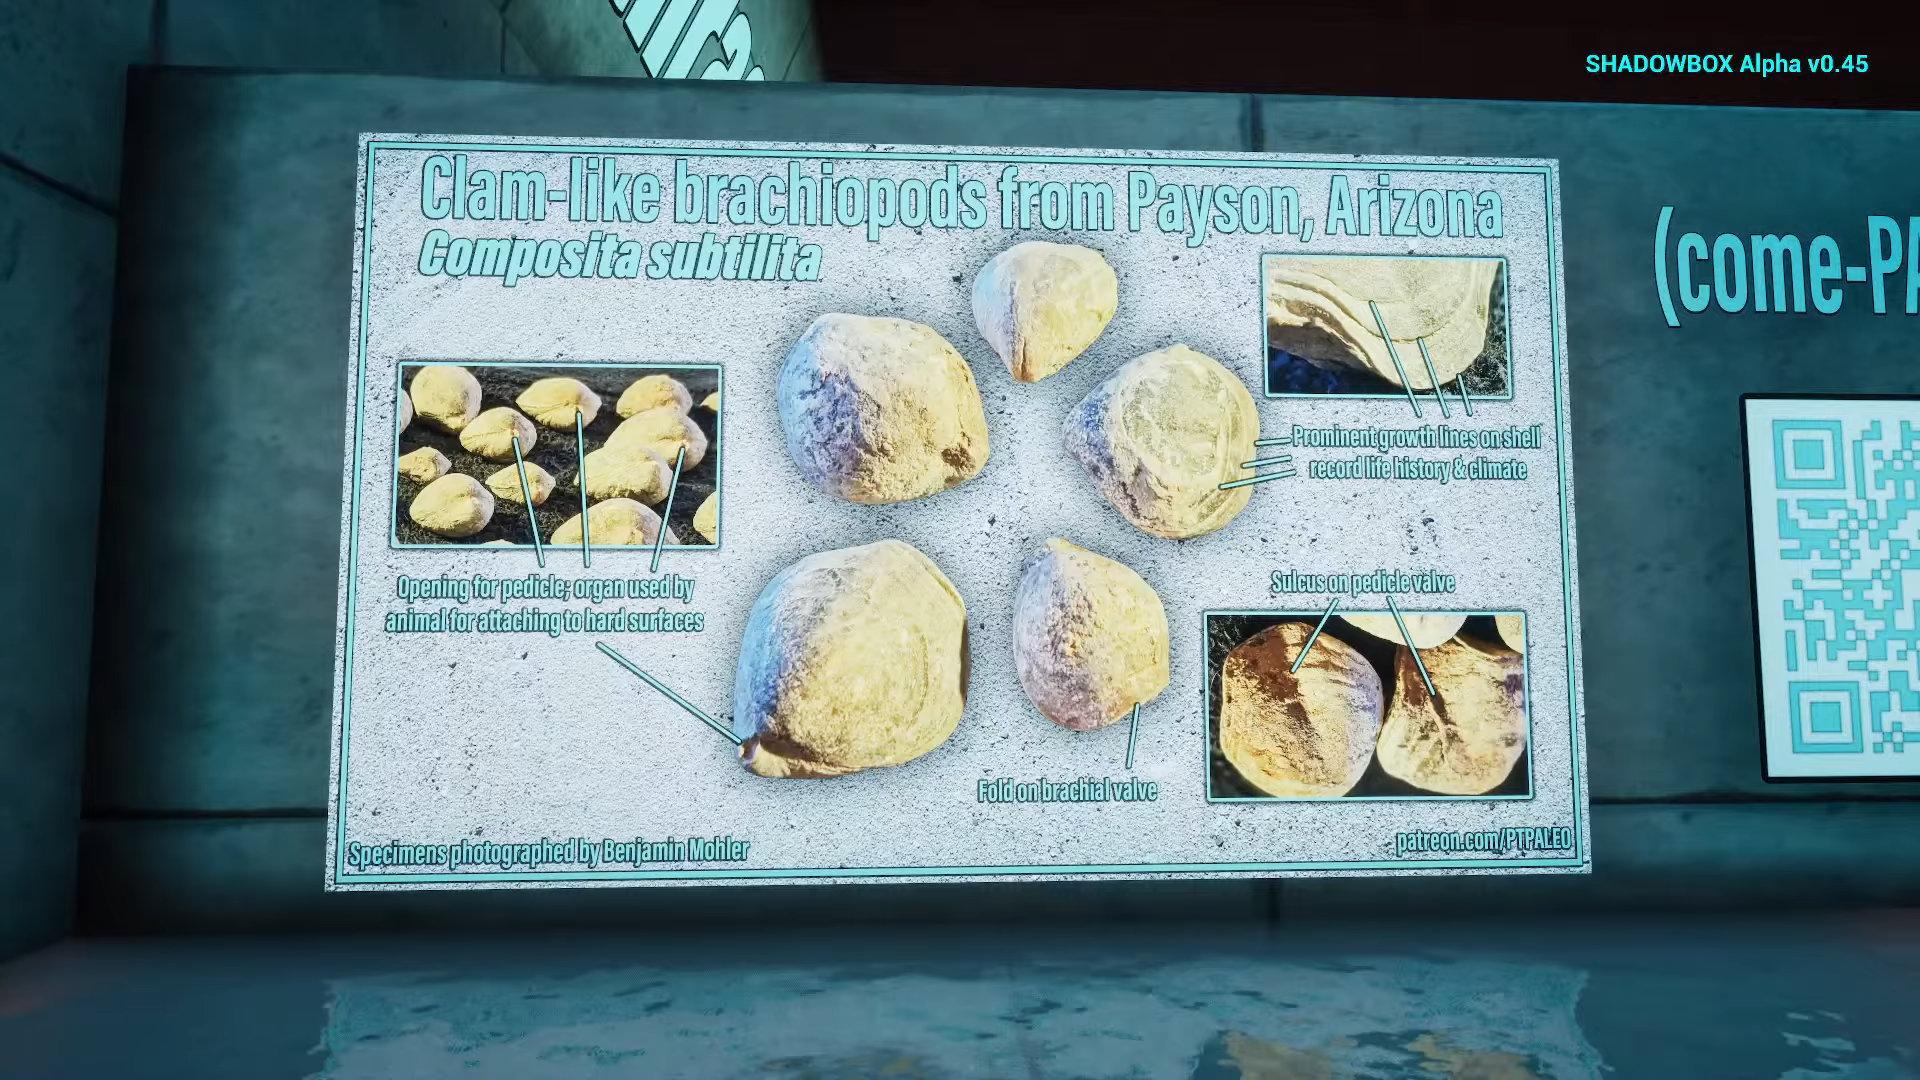 SHADOWBOX Alpha v0.45
Clam-like brachiopods from Payson, Arizona
Composita subtilita
(come-PA
Prominent growth lines on shell
record life history & climate
Opening for pedicle; organ used by
animal for attaching to hard surfaces
Sulcus on pedicle valve
Fold on brachial valve
Specimens photographed by Benjamin Mohler
patreon.com/PTPALEO